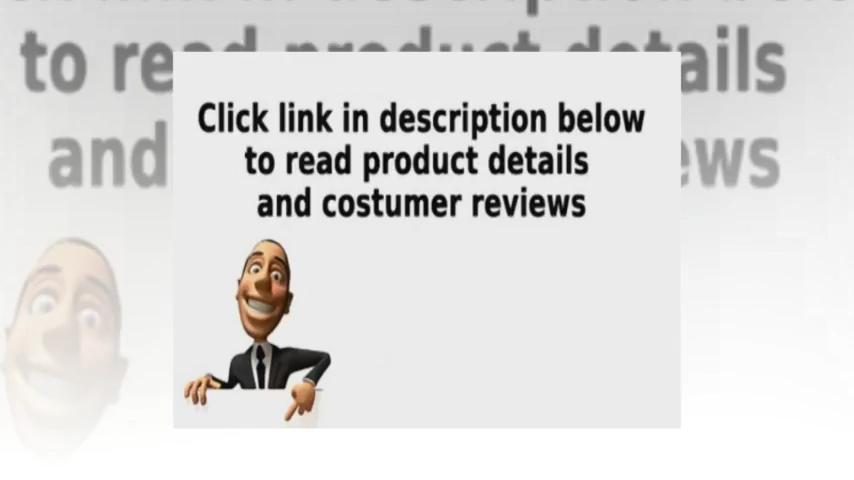 Click link in description below
to read product details
and costumer reviews